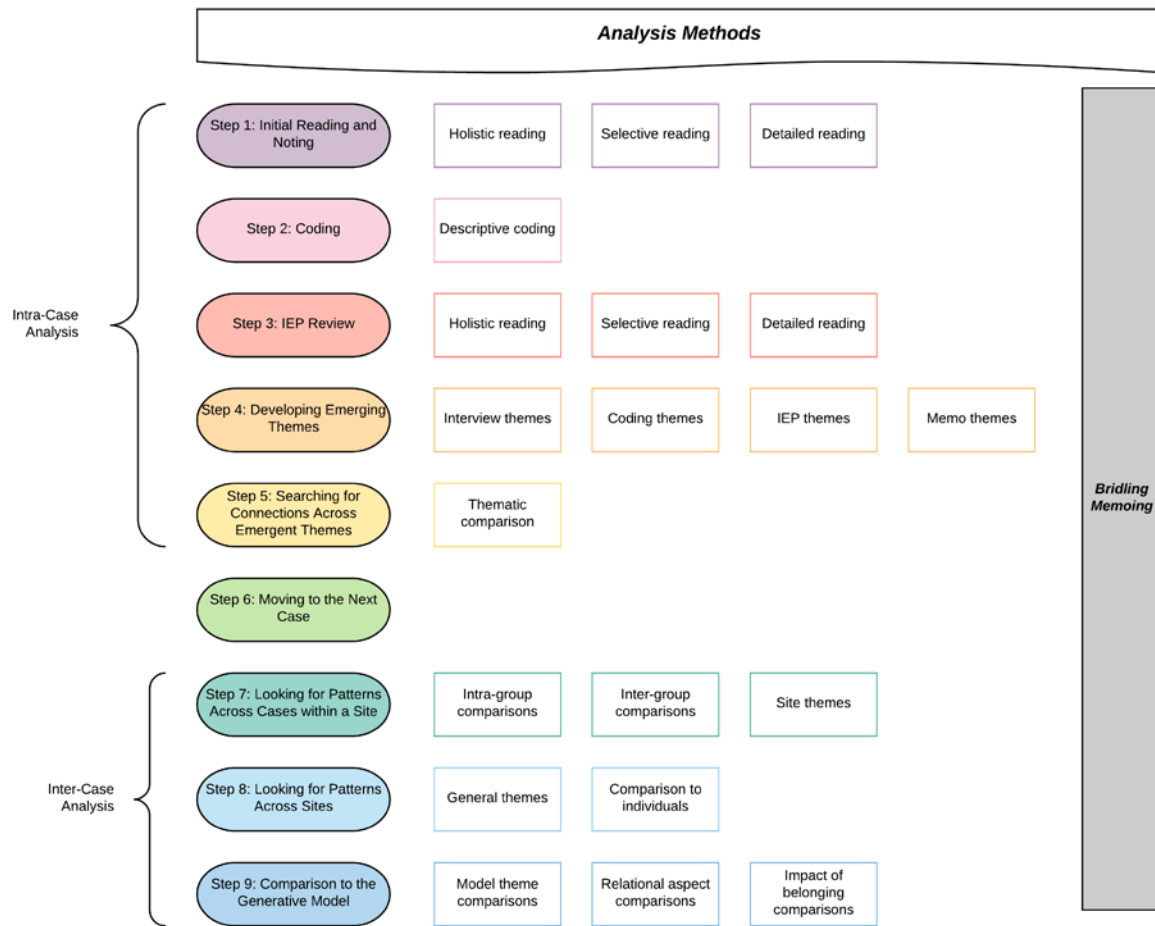 Analysis Methods
Step 1: Initial Reading and
Noting
Holistic reading
Selective reading
Detailed reading
Step 2: Coding
Descriptive coding
Intra-Case
Analysis
Step 3: IEP Review
Holistic reading
Selective reading
Detailed reading
Step 4: Developing Emerging
Themes
Interview themes
Coding themes
IEP themes
Memo themes
Step 5: Searching for
Connections Across
Emergent Themes
Thematic
comparison
Bridling
Memoing
Step 6: Moving to the Next
Case
Step 7: Looking for Patterns
Across Cases within a Site
Intra-group
comparisons
Inter-group
comparisons
Site themes
Inter-Case
Analysis
Step 8: Looking for Patterns
Across Sites
General themes
Comparison to
individuals
Step 9: Comparison to the
Generative Model
Model theme
comparisons
Relational aspect
comparisons
Impact of
belonging
comparisons